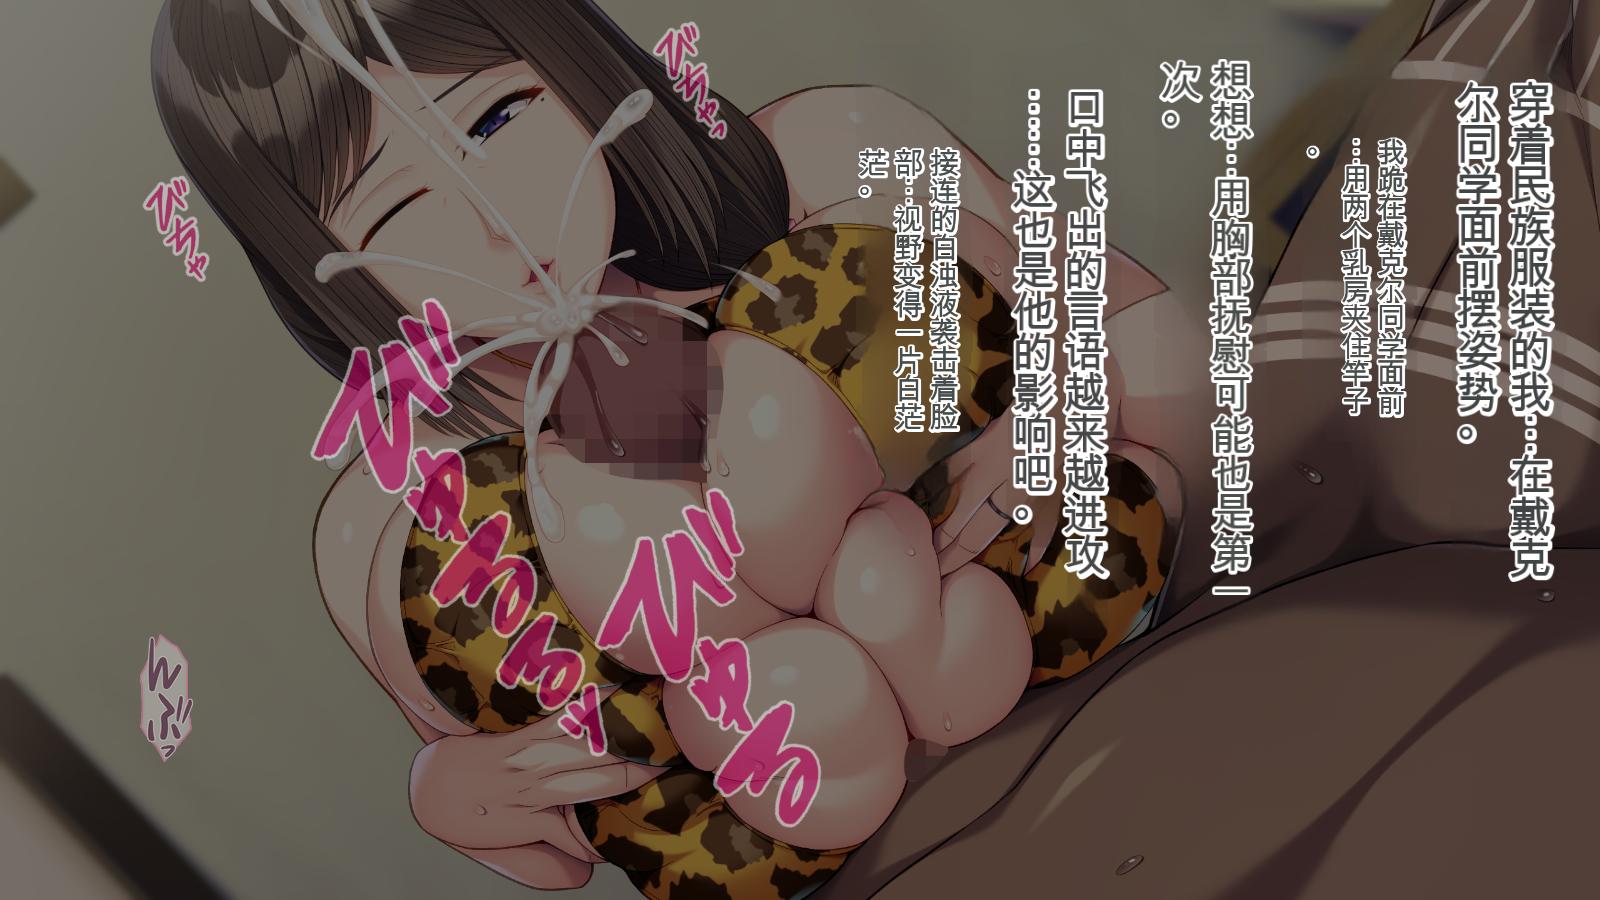 穿着民族服装的我…在戴克
尔同学面前摆姿势。
我跪在戴克尔同学面前
…用两个乳房夹住竿子
。
想想…用胸部抚慰可能也是第一
次。
口中飞出的言语越来越进攻
……这也是他的影响吧。
接连的白浊液袭击着脸
部…视野变得一片白茫
茫。
びちゃっ
びちゃ
びゅるるるッ
びゅる
んぶっ